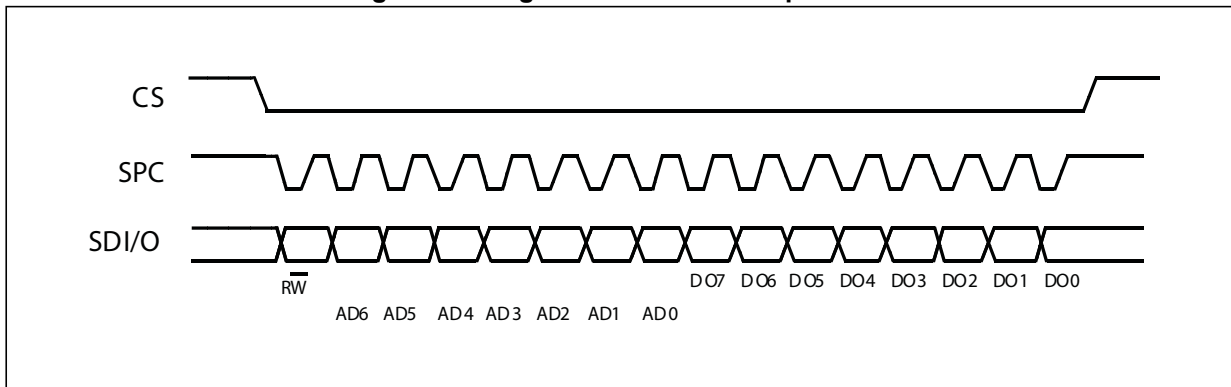 CS
SPC
SDI/O
RW
DO7 DO6 DO5 DO4 DO3 DO2 DO1 DO0
AD6 AD5 AD4 AD3 AD2 AD1 AD0